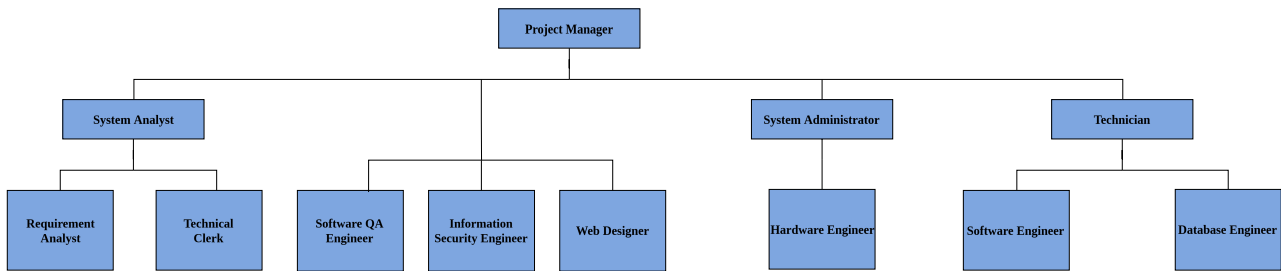 Project Manager
System Analyst
System Administrator
Technician
Requirement
Analyst
Technical
Clerk
Software QA
Engineer
Information
Security Engineer
Web Designer
Hardware Engineer
Software Engineer
Database Engineer